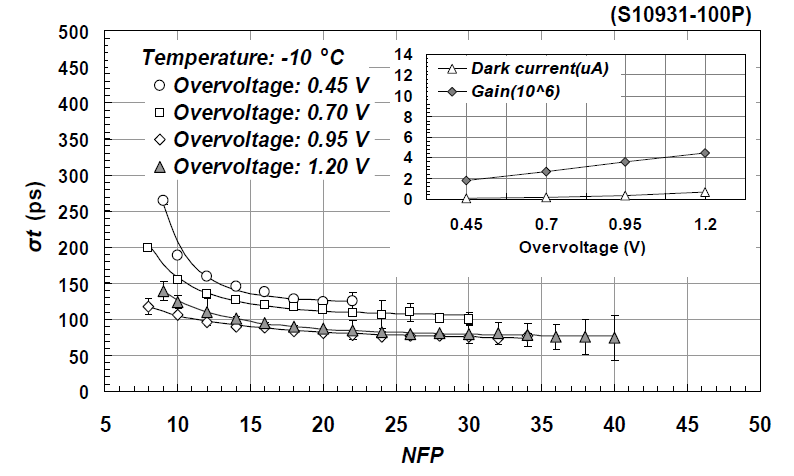 (S10931-100P)
500
450
400
350
300
250
200
150
100
50
0
σt (ps)
Temperature: -10 °C
Overvoltage: 0.45 V
Overvoltage: 0.70 V
Overvoltage: 0.95 V
Overvoltage: 1.20 V
14
12
10
8
6
4
2
0
Dark current(uA)
Gain(10^6)
0.45 0.7 0.95 1.2
Overvoltage (V)
5 10 15 20 25 30 35 40 45 50
NFP